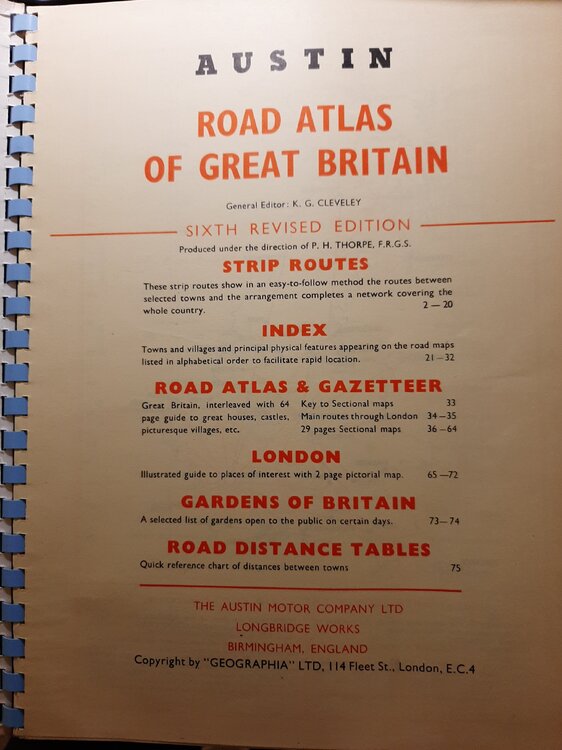 AUSTIN
ROAD ATLAS
OF GREAT BRITAIN
General Editor: K. G. CLEVELEY
SIXTH REVISED EDITION
Produced under the direction of P. H. THORPE, F.R.G.S.
STRIP ROUTES
These strip routes show in an easy-to-follow method the routes between
selected towns and the arrangement completes a network covering the
whole country. 2 — 20
INDEX
Towns and villages and principal physical features appearing on the road maps
listed in alphabetical order to facilitate rapid location. 21 — 32
ROAD ATLAS & GAZETTEER
Great Britain, interleaved with 64
page guide to great houses, castles,
picturesque villages, etc.
Key to Sectional maps 33
Main routes through London 34 — 35
29 pages Sectional maps 36 — 64
LONDON
Illustrated guide to places of interest with 2 page pictorial map. 65 — 72
GARDENS OF BRITAIN
A selected list of gardens open to the public on certain days. 73 — 74
ROAD DISTANCE TABLES
Quick reference chart of distances between towns 75
THE AUSTIN MOTOR COMPANY LTD
LONGBRIDGE WORKS
BIRMINGHAM, ENGLAND
Copyright by "GEOGRAPHIA" LTD, 114 Fleet St., London, E.C.4